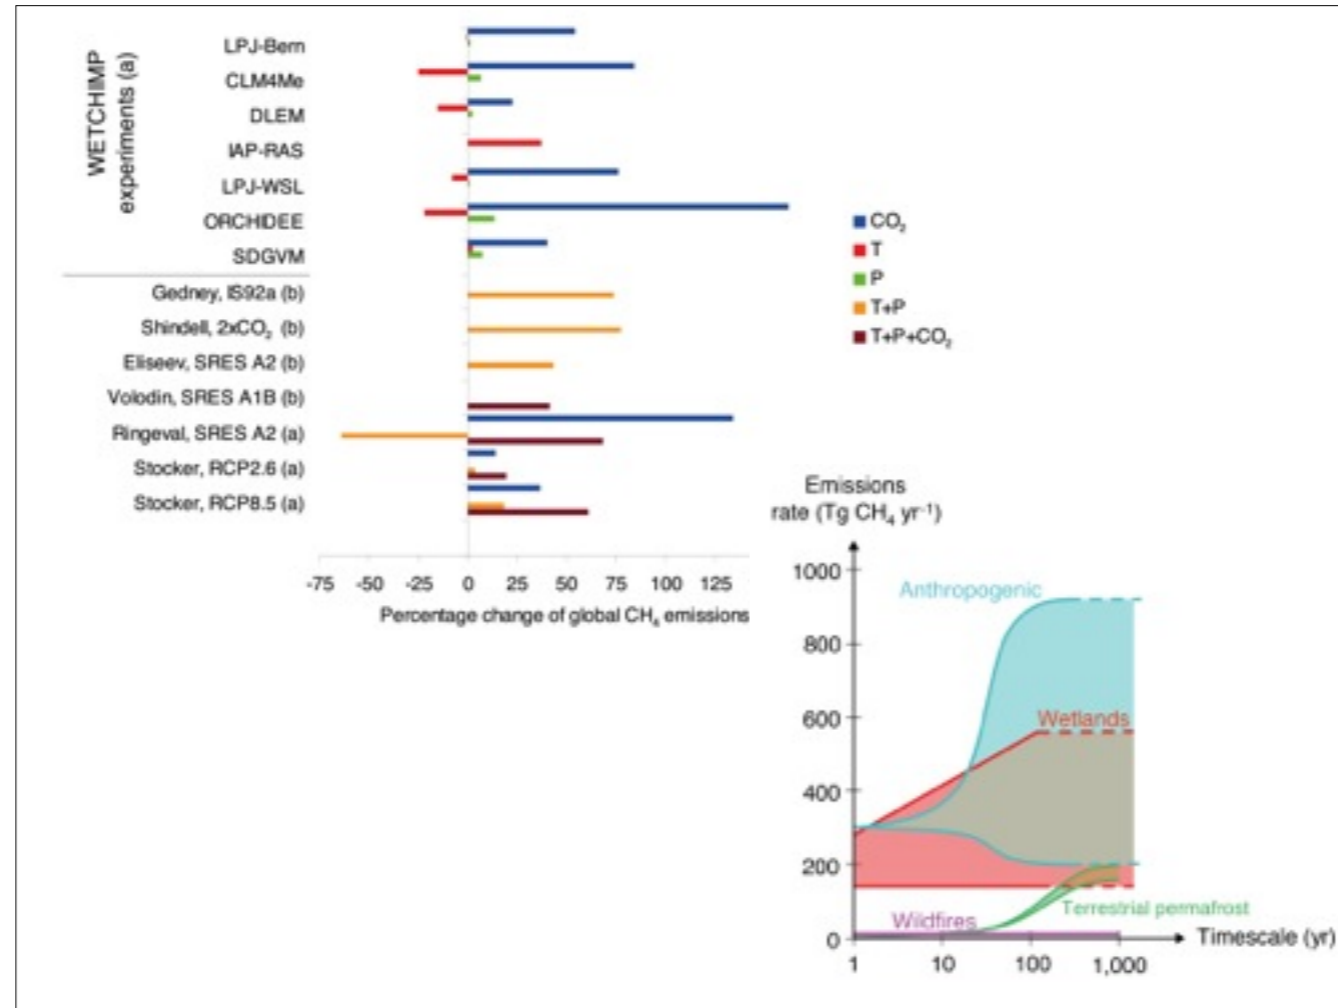 WETCHIMP
experiments (a)
LPJ-Bern
CLM4Me
DLEM
IAP-RAS
LPJ-WSL
ORCHIDEE
SDGVM
Gedney, IS92a (b)
Shindell, 2xCO₂ (b)
Eliseev, SRES A2 (b)
Volodin, SRES A1B (b)
Ringeval, SRES A2 (a)
Stocker, RCP2.6 (a)
Stocker, RCP8.5 (a)
-75 -50 -25 0 25 50 75 100 125
Percentage change of global CH₄ emissions
CO₂
T
P
T+P
T+P+CO₂
Emissions
rate (Tg CH₄ yr⁻¹)
1000
800
600
400
200
0
Anthropogenic
Wetlands
Terrestrial permafrost
Wildfires
Timescale (yr)
1 10 100 1,000